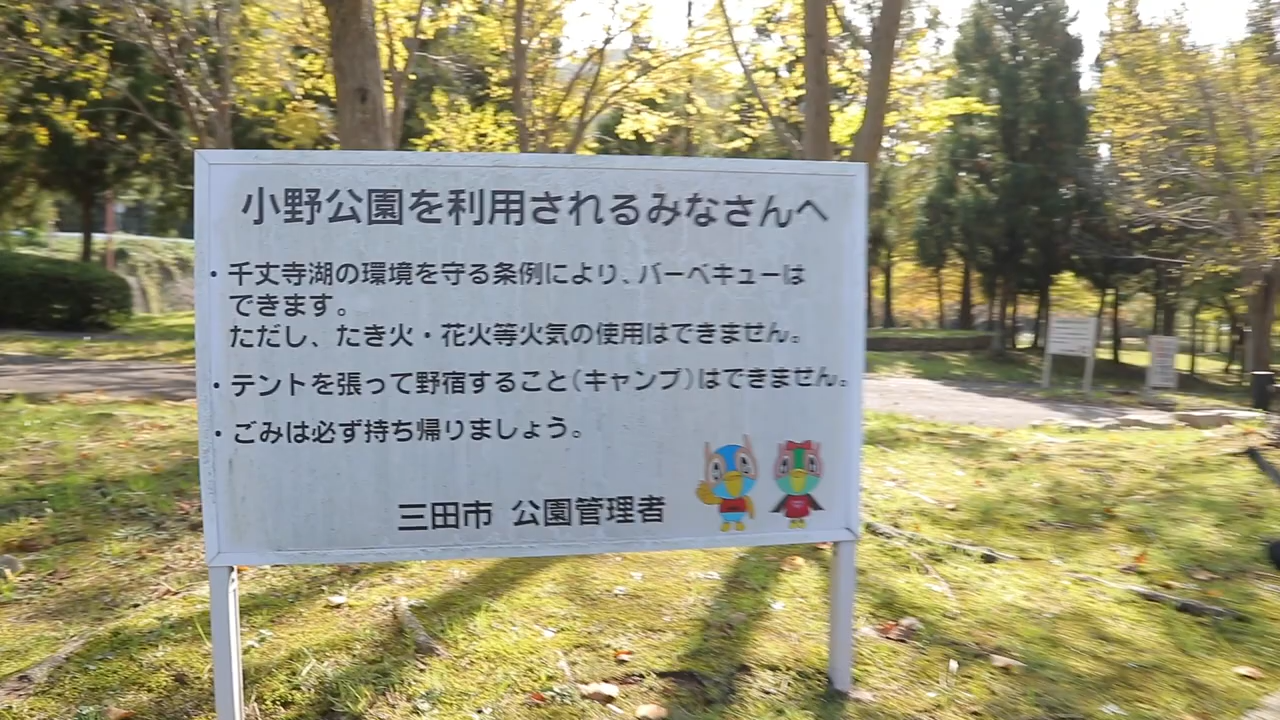 小野公園を利用されるみなさんへ
・千丈寺湖の環境を守る条例により、バーベキューは
できます。
ただし、たき火・花火等火気の使用はできません。
・テントを張って野宿すること(キャンプ)はできません。
・ごみは必ず持ち帰りましょう。
三田市 公園管理者